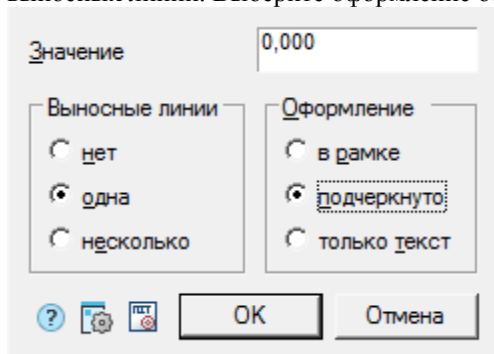 Значение 0,000
Выносные линии Оформление
нет в рамке
одна подчеркнуто
несколько только текст
OK Отмена